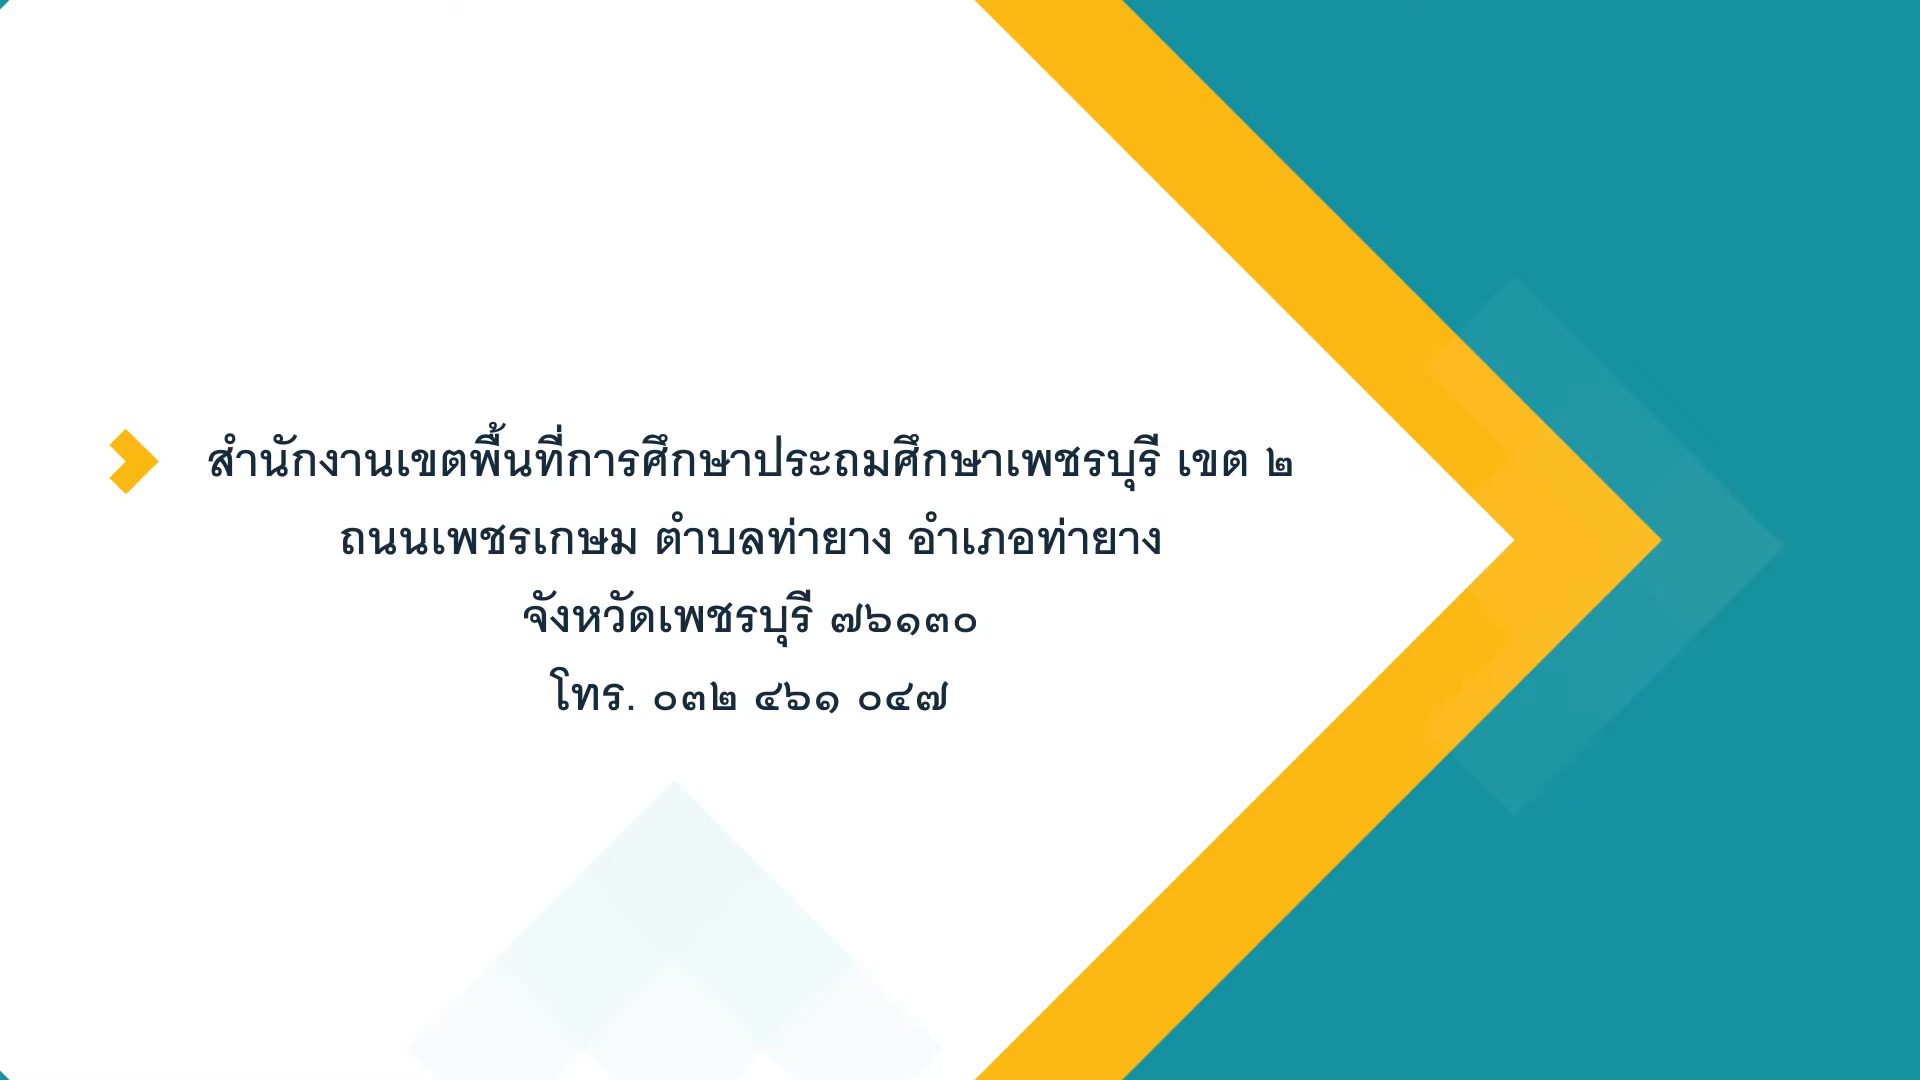 สำนักงานเขตพื้นที่การศึกษาประถมศึกษาเพชรบุรี เขต ๒
ถนนเพชรเกษม ตำบลท่ายาง อำเภอท่ายาง
จังหวัดเพชรบุรี ๗๖๑๓๐
โทร. ๐๓๒ ๔๖๑ ๐๔๗